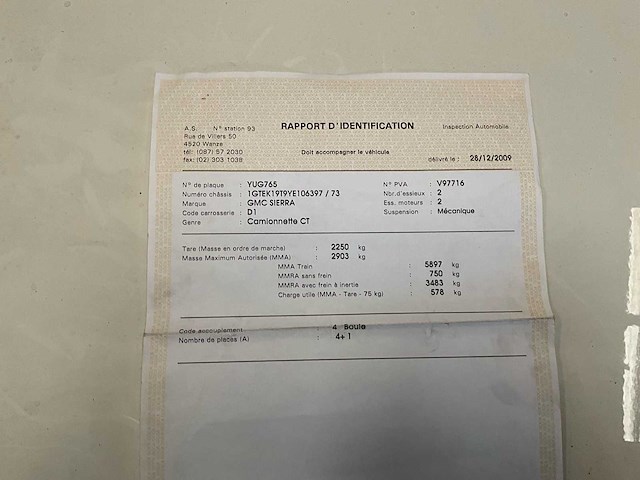 A.S. N° station 93 RAPPORT D'IDENTIFICATION Inspection Automobile
Rue de Villers 50
4520 Wanze
tél: (087) 57 2030 Doit accompagner le véhicule
fax: (02) 303 1038 délivré le : 28/12/2009
N° de plaque : YUG765 N° PVA : V97716
Numéro châssis : 1GTEK19T9YE106397 / 73 Nbr.d'essieux : 2
Marque : GMC SIERRA Ess. moteurs : 2
Code carrosserie : D1 Suspension : Mécanique
Genre : Camionnette CT
Tare (Masse en ordre de marche) : 2250 kg
Masse Maximum Autorisée (MMA) : 2903 kg
MMA Train : 5897 kg
MMRA sans frein : 750 kg
MMRA avec frein à inertie : 3483 kg
Charge utile (MMA - Tare - 75 kg) : 578 kg
Code accouplement : 4 Boule
Nombre de places (A) : 4+1